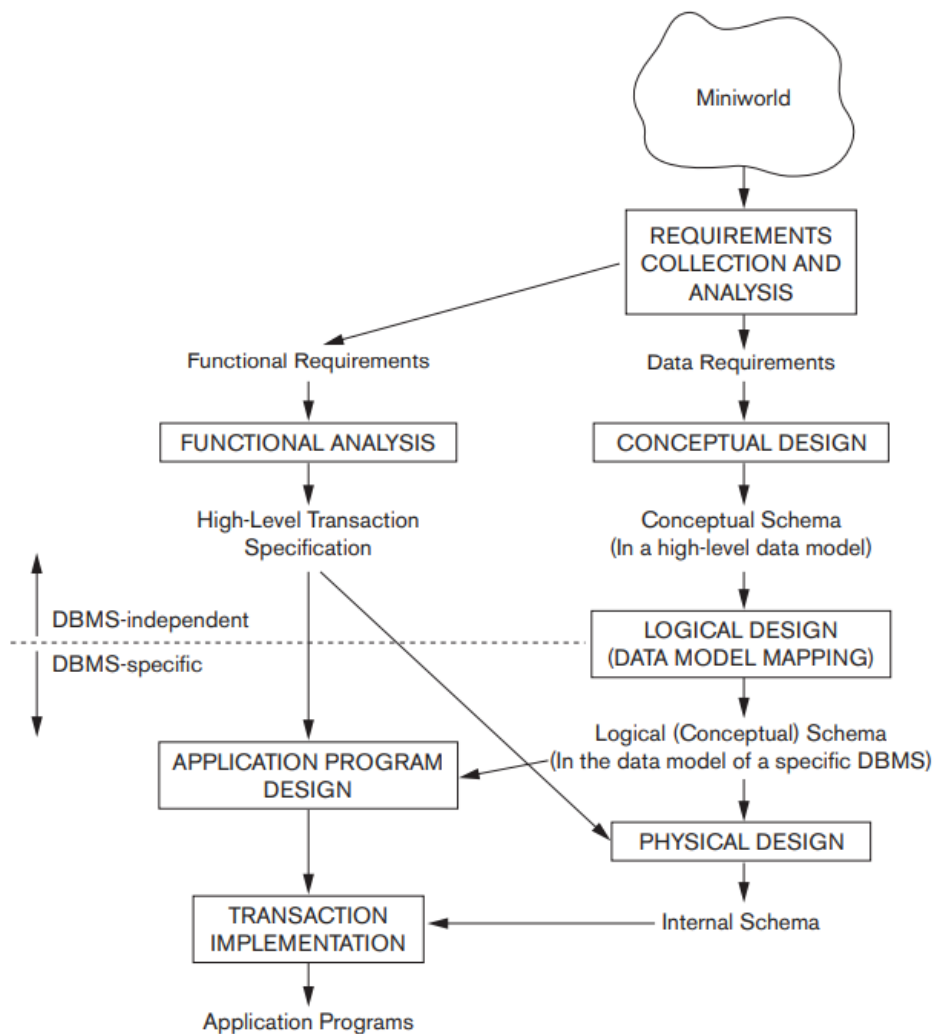 Miniworld
REQUIREMENTS
COLLECTION AND
ANALYSIS
Functional Requirements
Data Requirements
FUNCTIONAL ANALYSIS
CONCEPTUAL DESIGN
High-Level Transaction
Specification
Conceptual Schema
(In a high-level data model)
DBMS-independent
DBMS-specific
LOGICAL DESIGN
(DATA MODEL MAPPING)
Logical (Conceptual) Schema
(In the data model of a specific DBMS)
APPLICATION PROGRAM
DESIGN
PHYSICAL DESIGN
TRANSACTION
IMPLEMENTATION
Internal Schema
Application Programs